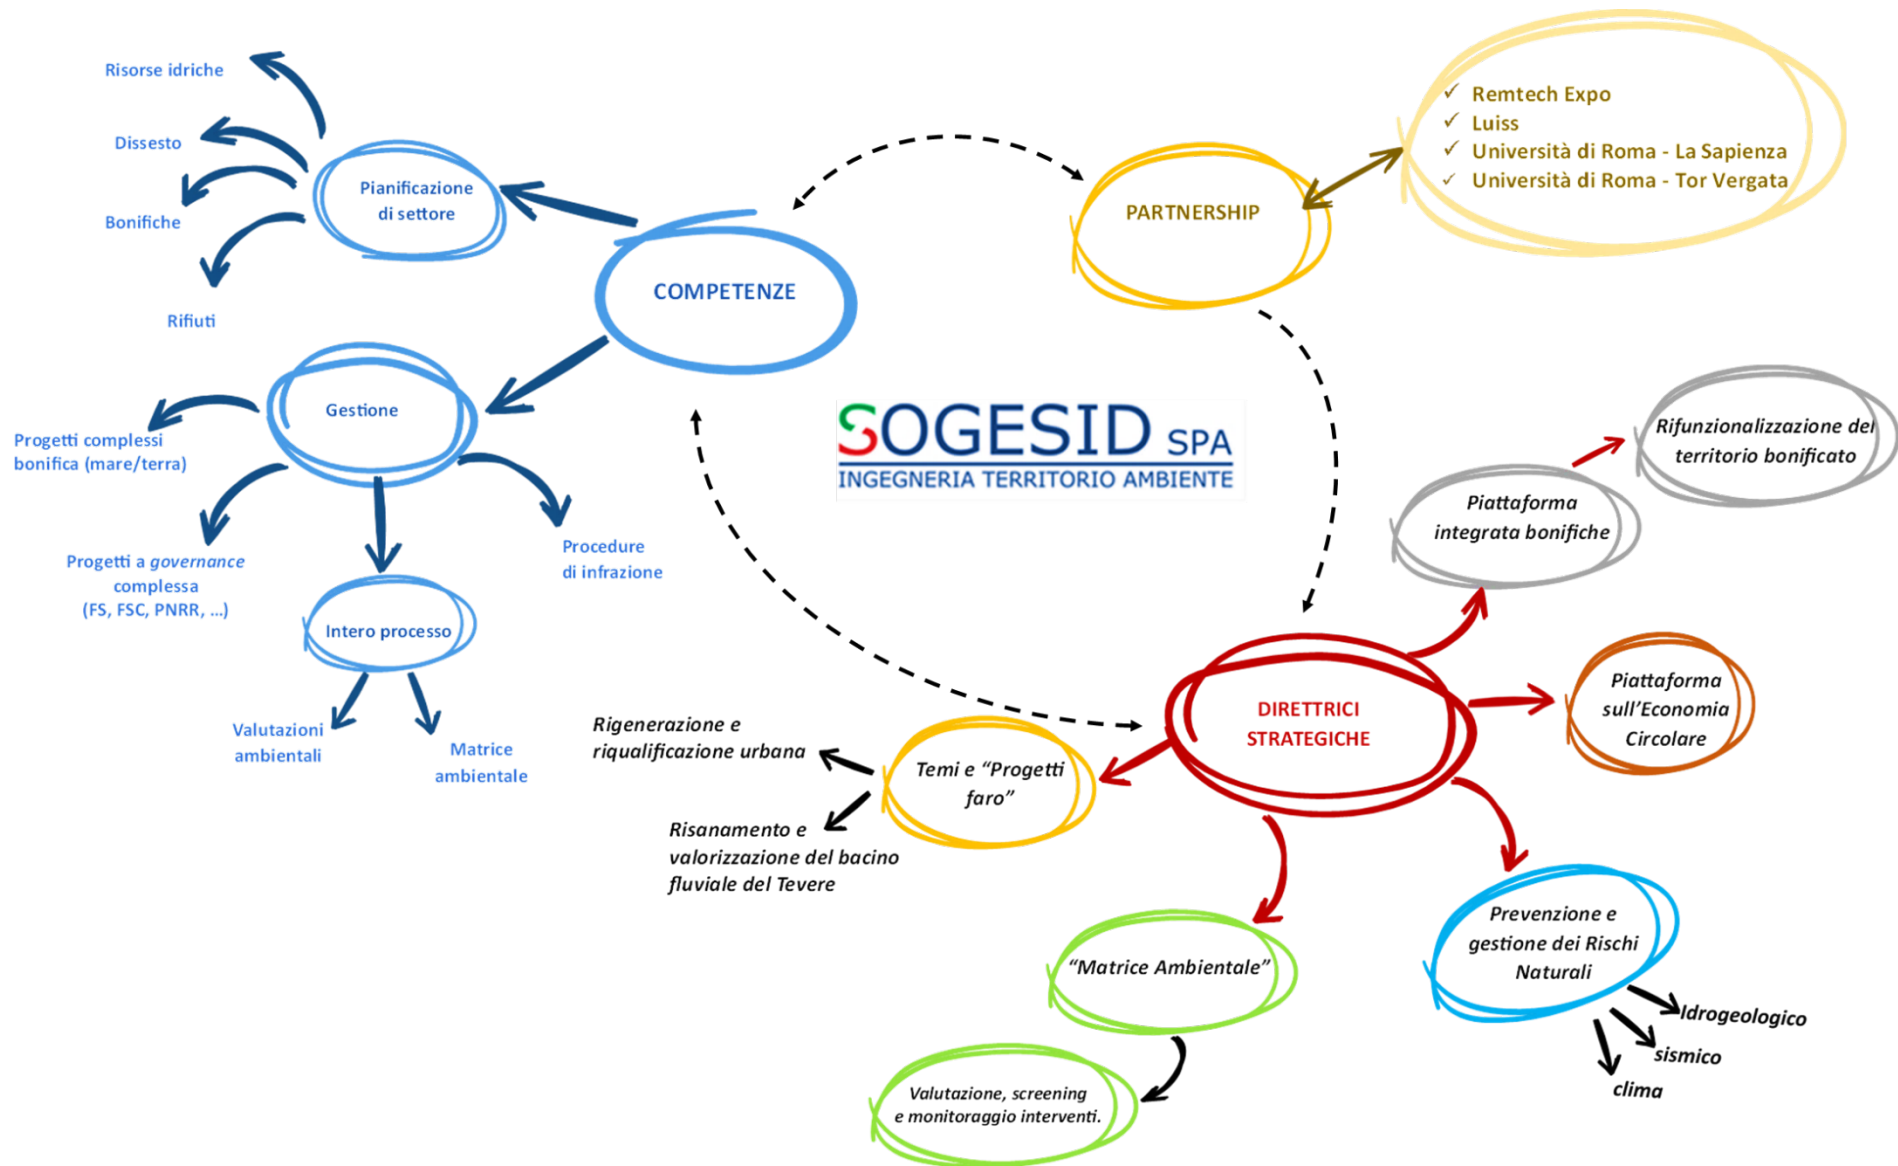 Risorse idriche
Dissesto
Bonifiche
Rifiuti
Pianificazione
di settore
COMPETENZE
PARTNERSHIP
✓ Remtech Expo
✓ Luiss
✓ Università di Roma - La Sapienza
✓ Università di Roma - Tor Vergata
Gestione
Progetti complessi
bonifica (mare/terra)
Progetti a governance
complessa
(FS, FSC, PNRR, ...)
Procedure
di infrazione
Intero processo
Valutazioni
ambientali
Matrice
ambientale
SOGESID SPA
INGEGNERIA TERRITORIO AMBIENTE
Rifunzionalizzazione del
territorio bonificato
Piattaforma
integrata bonifiche
DIRETTRICI
STRATEGICHE
Piattaforma
sull'Economia
Circolare
Temi e “Progetti
faro”
Rigenerazione e
riqualificazione urbana
Risanamento e
valorizzazione del bacino
fluviale del Tevere
“Matrice Ambientale”
Valutazione, screening
e monitoraggio interventi.
Prevenzione e
gestione dei Rischi
Naturali
Idrogeologico
sismico
clima